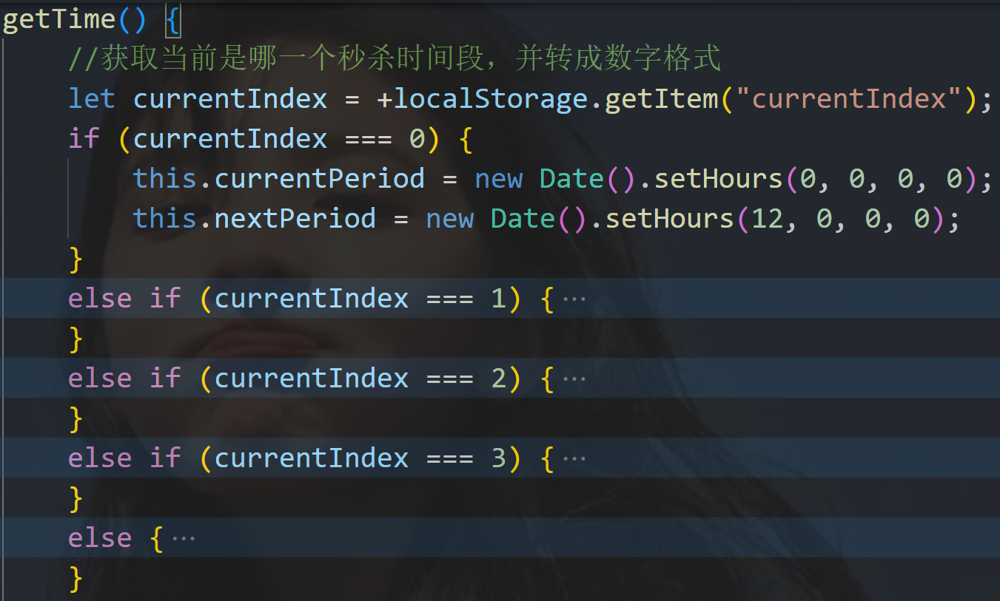 getTime() {
//获取当前是哪一个秒杀时间段，并转成数字格式
let currentIndex = +localStorage.getItem("currentIndex");
if (currentIndex === 0) {
this.currentPeriod = new Date().setHours(0, 0, 0, 0);
this.nextPeriod = new Date().setHours(12, 0, 0, 0);
}
else if (currentIndex === 1) {···
}
else if (currentIndex === 2) {···
}
else if (currentIndex === 3) {···
}
else {···
}